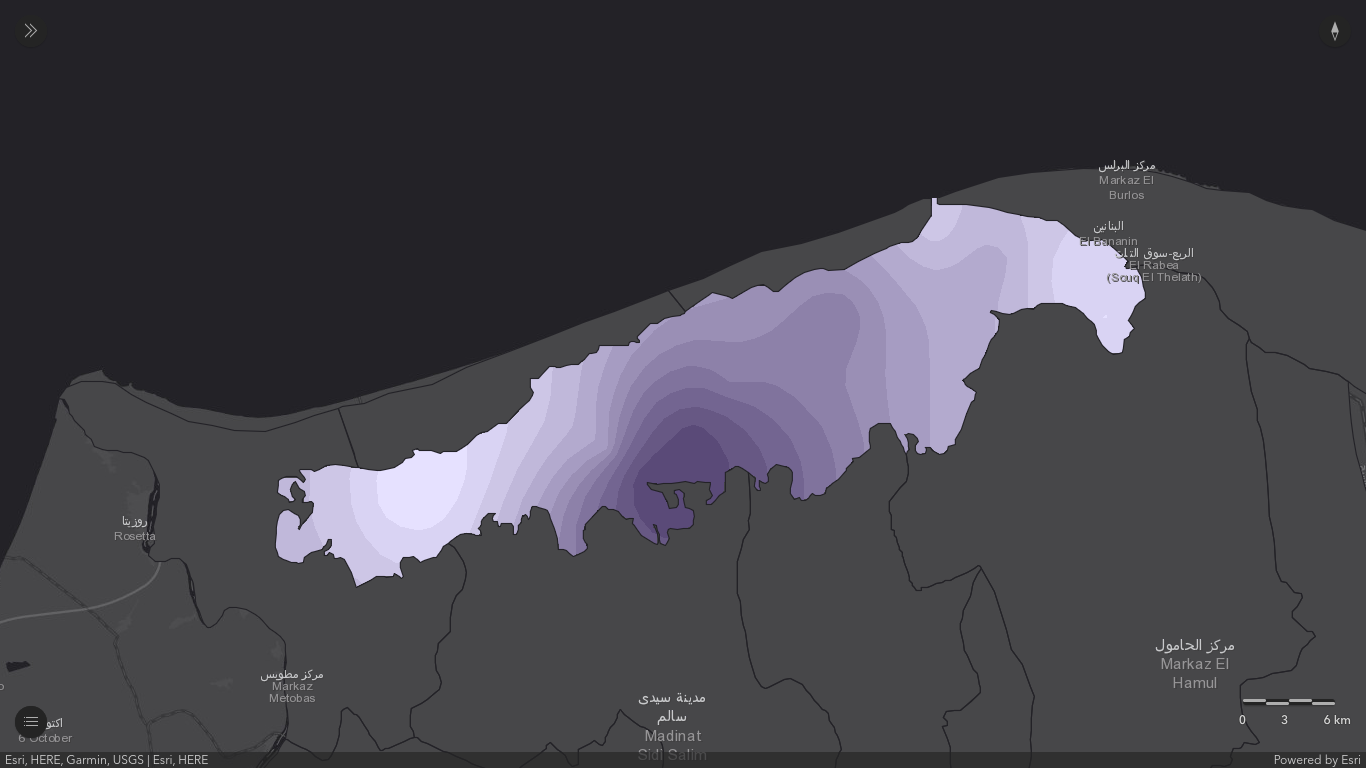 مركز البرلس
Markaz El
Burlos
البنائين
El Bananin
الربع-سوق الثلاث
El Rabea
(Souq El Thelath)
روزيتا
Rosetta
مركز الحامول
Markaz El
Hamul
مركز مطوبس
Markaz
Metobas
مدينة سيدى
سالم
Madinat
Sidi Salim
اكتو
6 October
0 3 6 km
Esri, HERE, Garmin, USGS | Esri, HERE
Powered by Esri